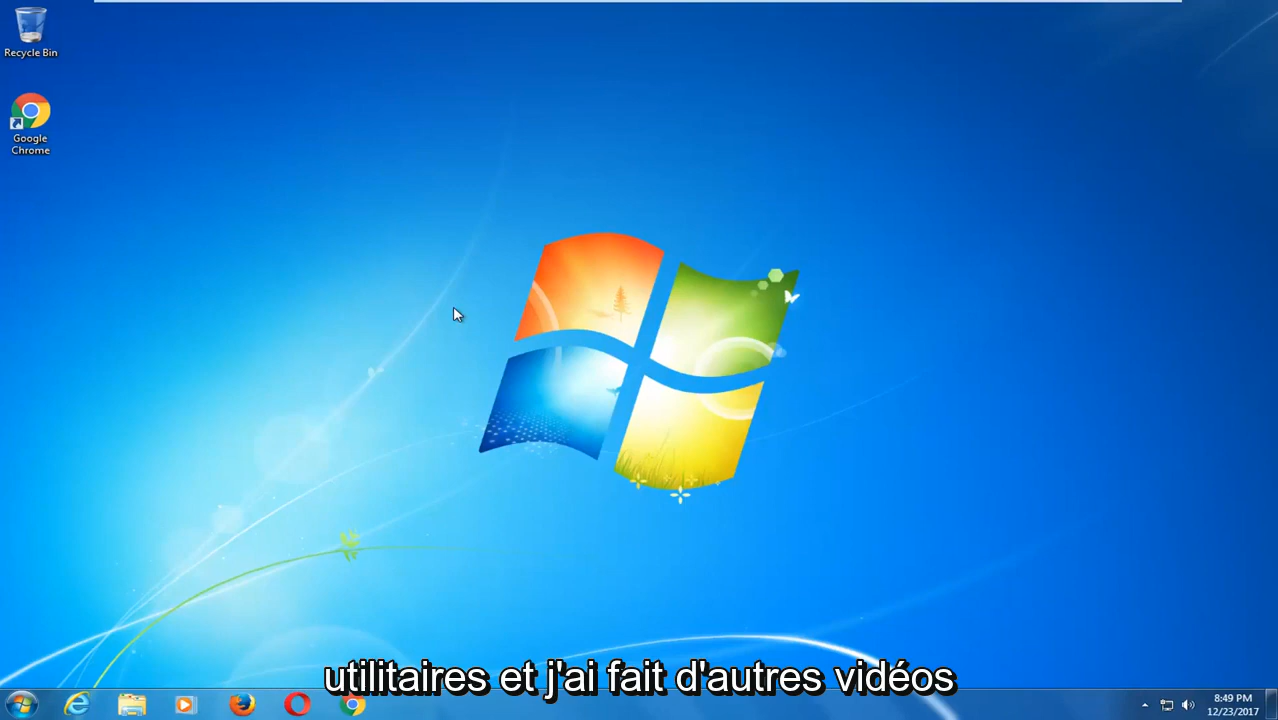 Recycle Bin
Google
Chrome
utilitaires et j'ai fait d'autres vidéos
8:49 PM
12/23/2017